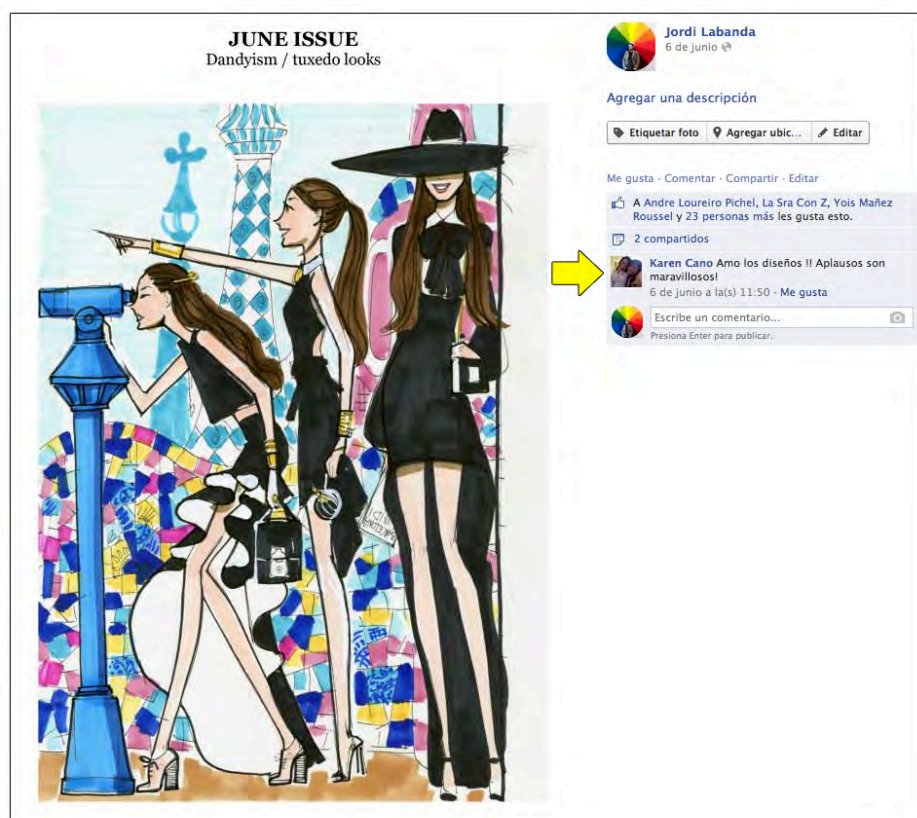 JUNE ISSUE
Dandyism / tuxedo looks
Jordi Labanda
6 de junio
Agregar una descripción
Etiquetar foto
Agregar ubic...
Editar
Me gusta · Comentar · Compartir · Editar
A Andre Loureiro Pichel, La Sra Con Z, Yois Mañez
Roussel y 23 personas más les gusta esto.
2 compartidos
Karen Cano Amo los diseños !! Aplausos son
maravillosos!
6 de junio a la(s) 11:50 · Me gusta
Escribe un comentario...
Presiona Enter para publicar.